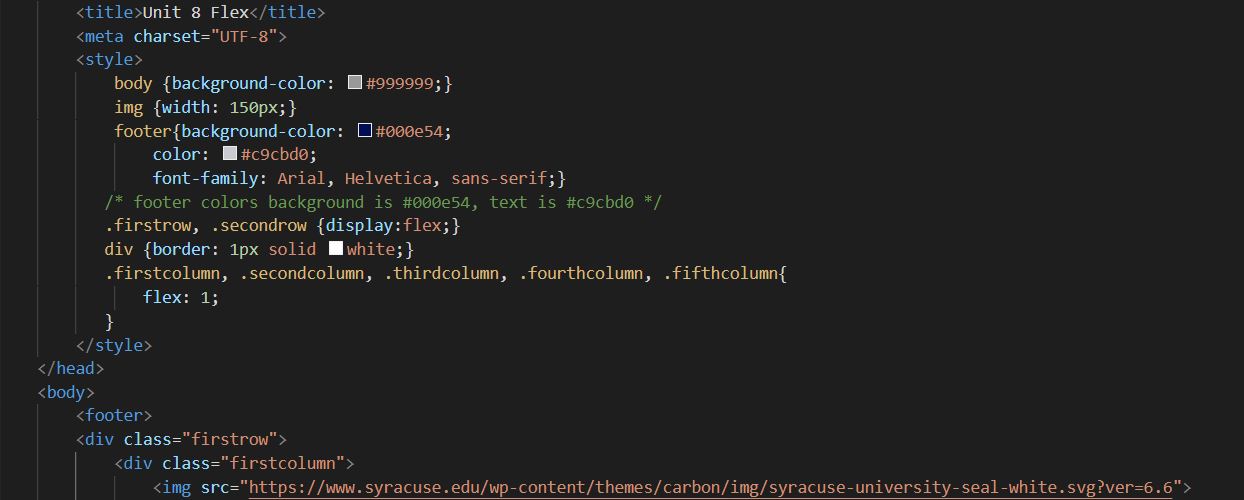 <title>Unit 8 Flex</title>
<meta charset="UTF-8">
<style>
body {background-color: #999999;}
img {width: 150px;}
footer{background-color: #000e54;
color: #c9cbd0;
font-family: Arial, Helvetica, sans-serif;}
/* footer colors background is #000e54, text is #c9cbd0 */
.firstrow, .secondrow {display:flex;}
div {border: 1px solid white;}
.firstcolumn, .secondcolumn, .thirdcolumn, .fourthcolumn, .fifthcolumn{
flex: 1;
}
</style>
</head>
<body>
<footer>
<div class="firstrow">
<div class="firstcolumn">
<img src="https://www.syracuse.edu/wp-content/themes/carbon/img/syracuse-university-seal-white.svg?ver=6.6">